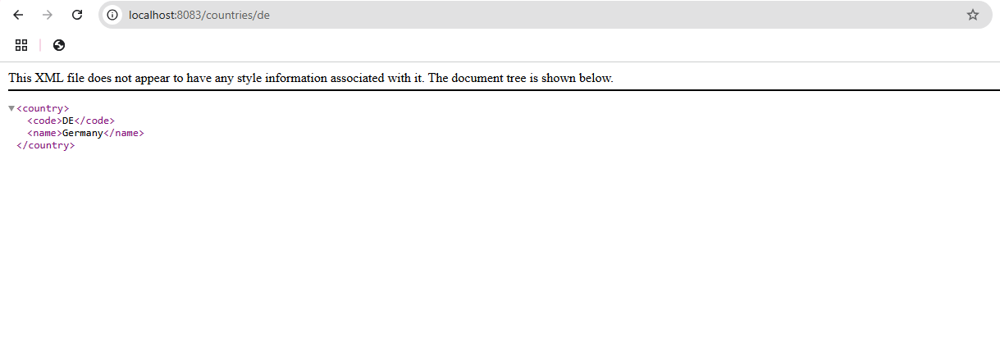 localhost:8083/countries/de
This XML file does not appear to have any style information associated with it. The document tree is shown below.
<country>
<code>DE</code>
<name>Germany</name>
</country>